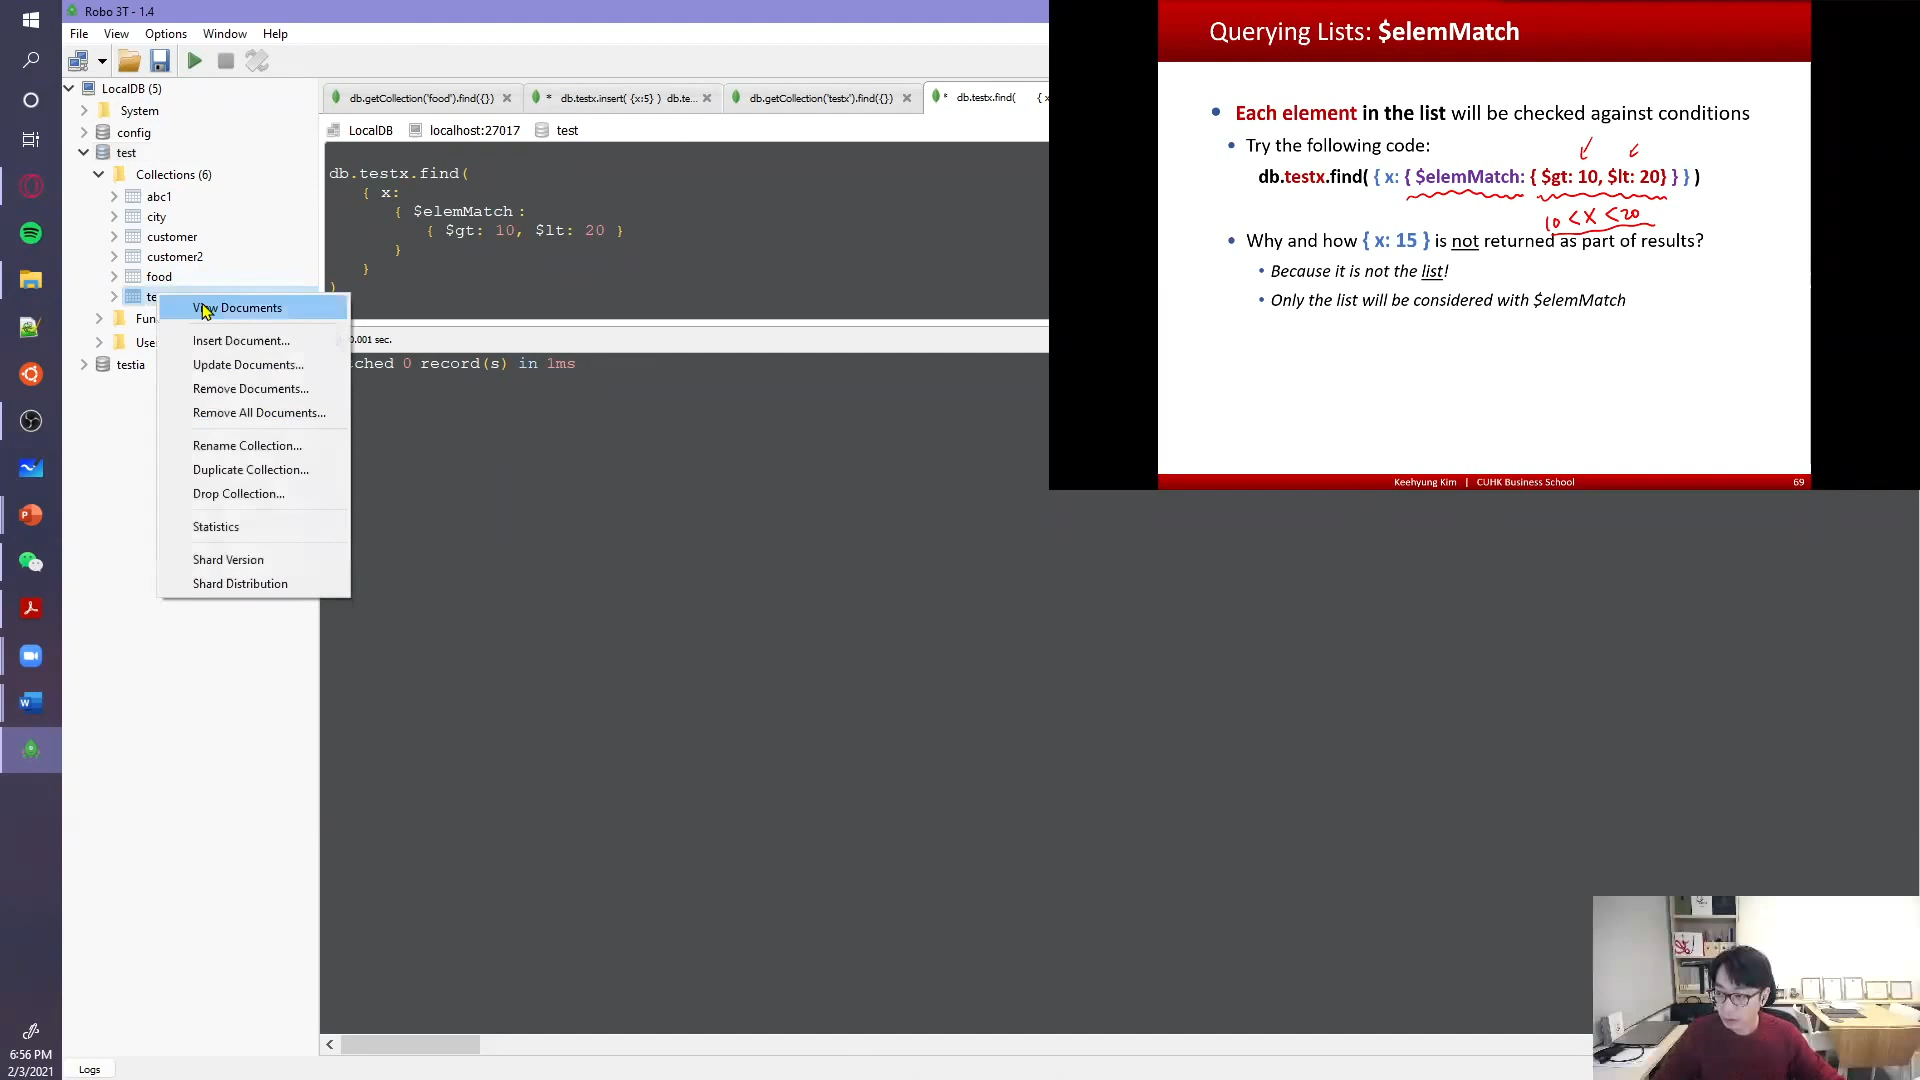 Robo 3T - 1.4
File View Options Window Help
LocalDB (5)
System
config
test
Collections (6)
abc1
city
customer
customer2
food
te
Fun
Use
testia
View Documents
Insert Document...
Update Documents...
Remove Documents...
Remove All Documents...
Rename Collection...
Duplicate Collection...
Drop Collection...
Statistics
Shard Version
Shard Distribution
db.getCollection('food').find({})
* db.testx.insert( {x:5} ) db.te...
db.getCollection('testx').find({})
* db.testx.find( { x
LocalDB localhost:27017 test
db.testx.find(
{ x:
{ $elemMatch :
{ $gt: 10, $lt: 20 }
}
}
)
0.001 sec.
ched 0 record(s) in 1ms
Querying Lists: $elemMatch
• Each element in the list will be checked against conditions
• Try the following code:
db.testx.find( { x: { $elemMatch: { $gt: 10, $lt: 20} } } )
10 < X < 20
• Why and how { x: 15 } is not returned as part of results?
• Because it is not the list!
• Only the list will be considered with $elemMatch
Keehyung Kim | CUHK Business School
69
6:56 PM
2/3/2021
Logs